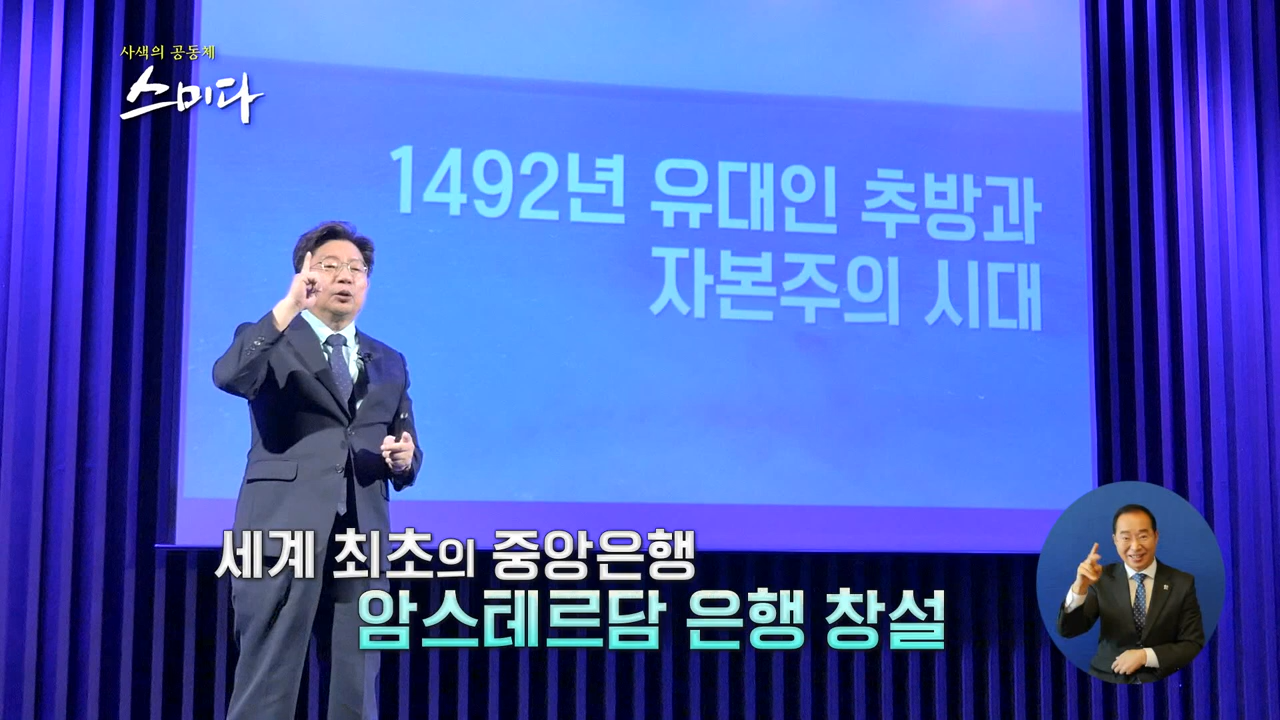 사색의 공동체
스미다
1492년 유대인 추방과
자본주의 시대
세계 최초의 중앙은행
암스테르담 은행 창설